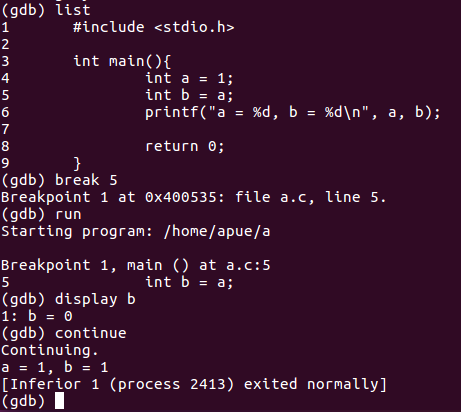 (gdb) list
1       #include <stdio.h>
2
3       int main(){
4               int a = 1;
5               int b = a;
6               printf("a = %d, b = %d\n", a, b);
7
8               return 0;
9       }
(gdb) break 5
Breakpoint 1 at 0x400535: file a.c, line 5.
(gdb) run
Starting program: /home/apue/a

Breakpoint 1, main () at a.c:5
5               int b = a;
(gdb) display b
1: b = 0
(gdb) continue
Continuing.
a = 1, b = 1
[Inferior 1 (process 2413) exited normally]
(gdb)